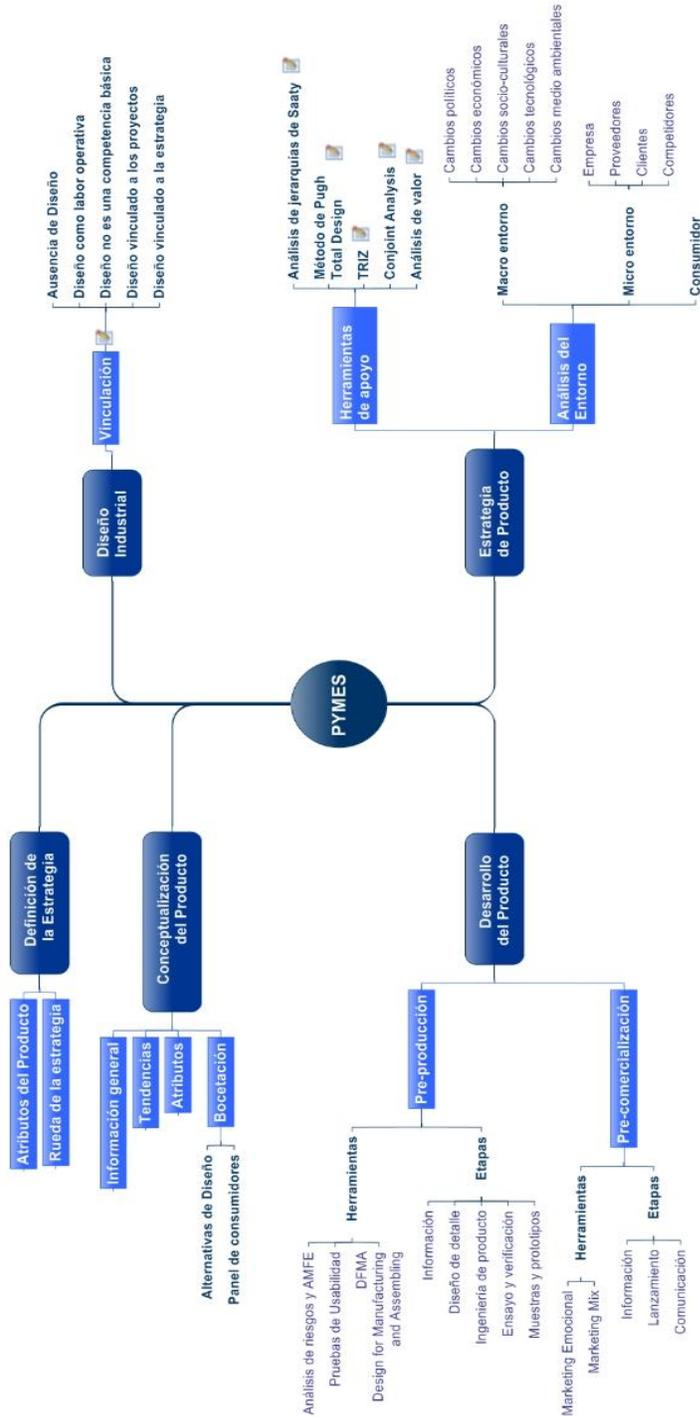 PYMES
Definición de
la Estrategia
Atributos del Producto
Rueda de la estrategia
Conceptualización
del Producto
Información general
Tendencias
Atributos
Bocetación
Alternativas de Diseño
Panel de consumidores
Diseño
Industrial
Vinculación
Ausencia de Diseño
Diseño como labor operativa
Diseño no es una competencia básica
Diseño vinculado a los proyectos
Diseño vinculado a la estrategia
Desarrollo
del Producto
Pre-producción
Herramientas
Análisis de riesgos y AMFE
Pruebas de Usabilidad
DFMA
Design for Manufacturing
and Assembling
Etapas
Información
Diseño de detalle
Ingeniería de producto
Ensayo y verificación
Muestras y prototipos
Pre-comercialización
Herramientas
Marketing Emocional
Marketing Mix
Etapas
Información
Lanzamiento
Comunicación
Estrategia
de Producto
Herramientas
de apoyo
Análisis de jerarquias de Saaty
Método de Pugh
Total Design
TRIZ
Conjoint Analysis
Análisis de valor
Análisis del
Entorno
Macro entorno
Cambios políticos
Cambios económicos
Cambios socio-culturales
Cambios tecnológicos
Cambios medio ambientales
Micro entorno
Empresa
Proveedores
Clientes
Competidores
Consumidor